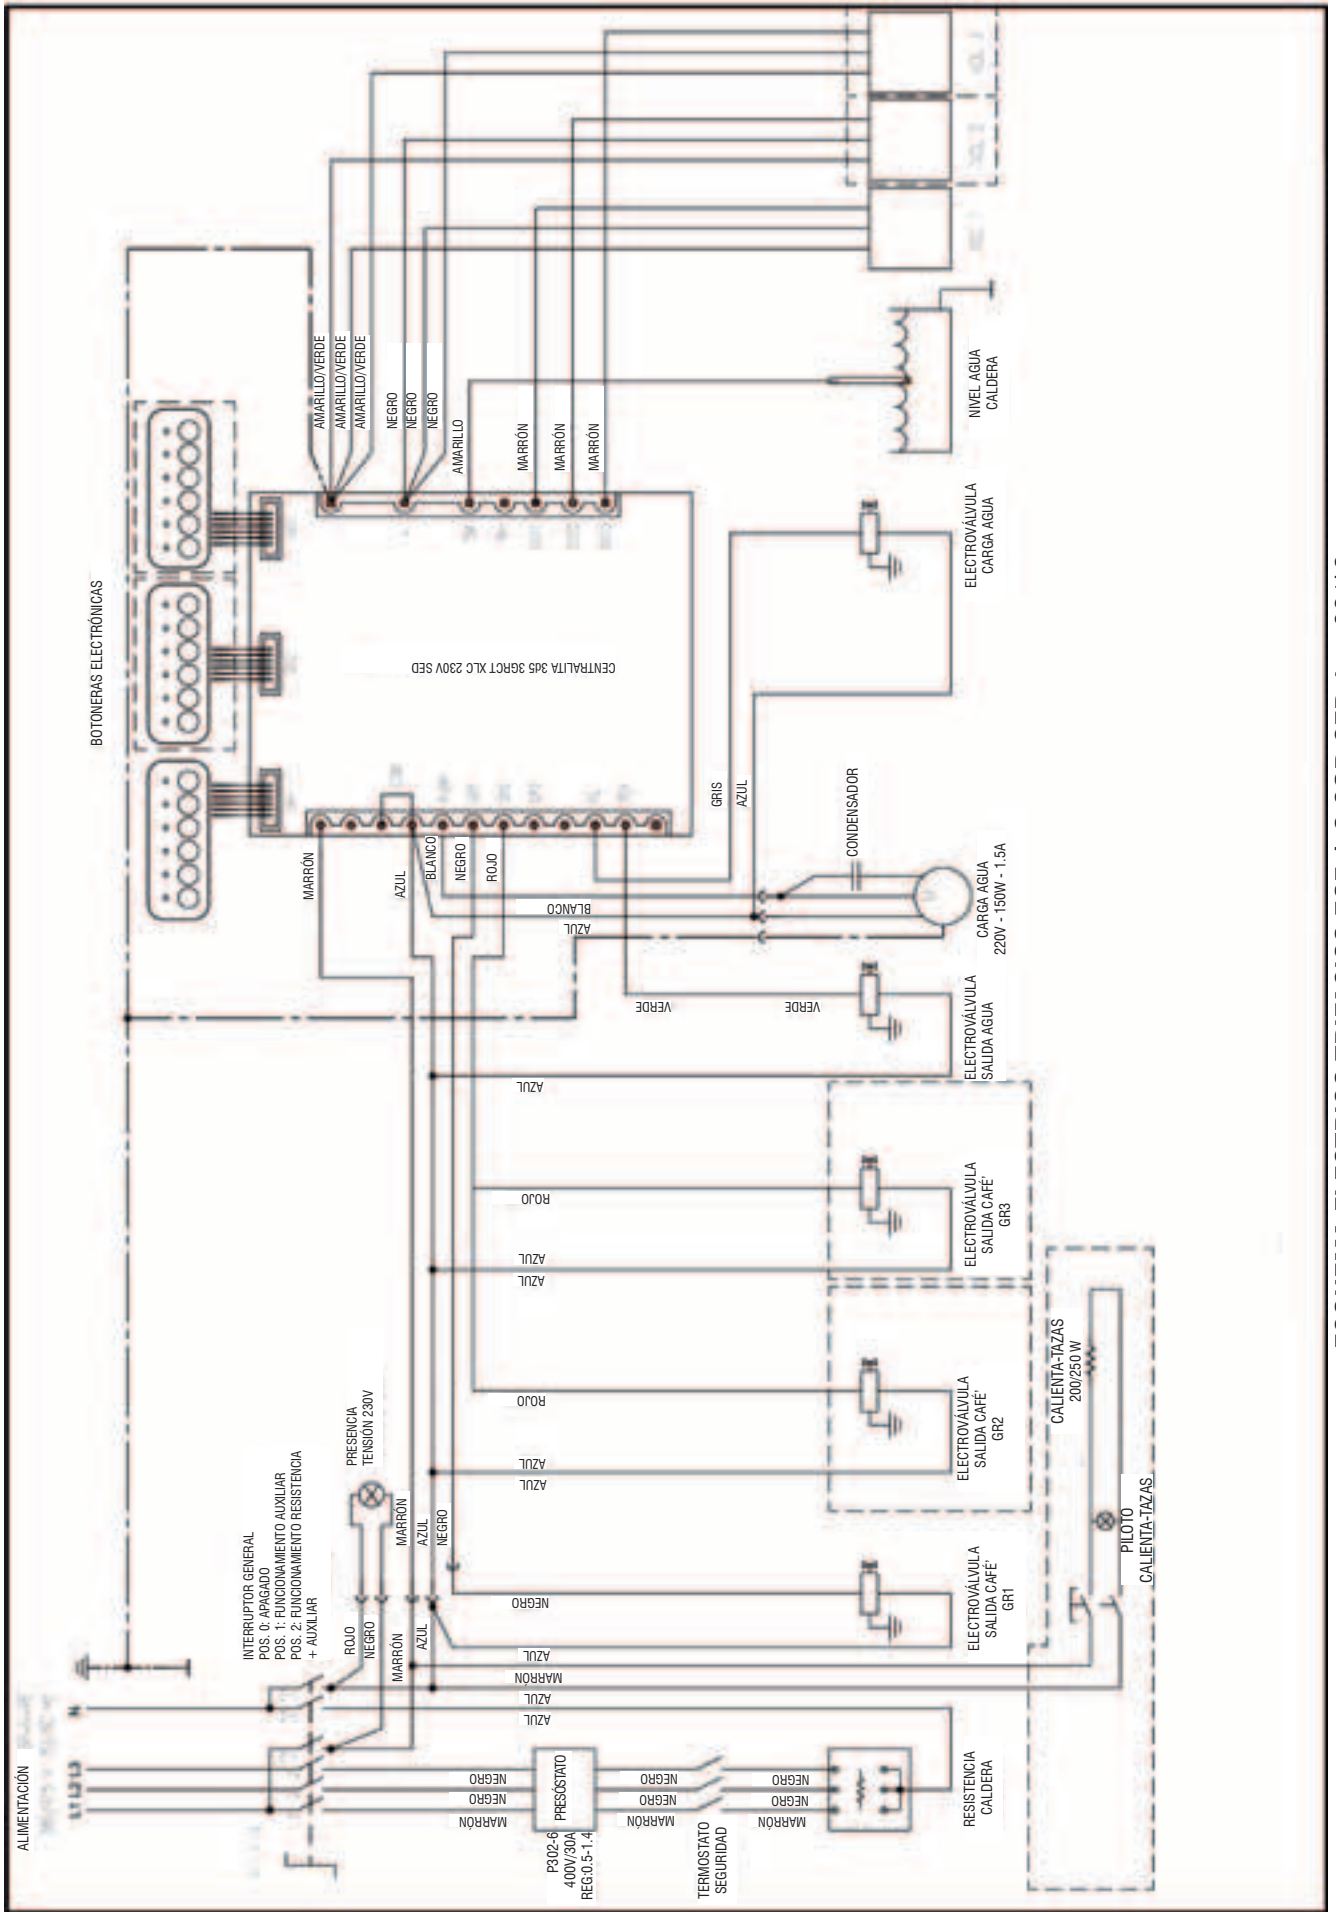 ALIMENTACIÓN
L1 L2 L3
N
INTERRUPTOR GENERAL
POS. 0: APAGADO
POS. 1: FUNCIONAMIENTO AUXILIAR
POS. 2: FUNCIONAMIENTO RESISTENCIA
+ AUXILIAR
PRESENCIA
TENSIÓN 230V
ROJO
NEGRO
MARRÓN
AZUL
MARRÓN
AZUL
NEGRO
BOTONERAS ELECTRÓNICAS
CENTRALITA 3d5 3GRCT XLC 230V SED
AMARILLO/VERDE
AMARILLO/VERDE
AMARILLO/VERDE
NEGRO
NEGRO
NEGRO
AMARILLO
MARRÓN
MARRÓN
MARRÓN
MARRÓN
AZUL
BLANCO
NEGRO
ROJO
GRIS
AZUL
BLANCO
AZUL
VERDE
VERDE
AZUL
ROJO
AZUL
AZUL
ROJO
AZUL
AZUL
NEGRO
AZUL
MARRÓN
AZUL
AZUL
NEGRO
NEGRO
MARRÓN
PRESÓSTATO
P302-6
400V/30A
REG:0.5-1.4
NEGRO
NEGRO
MARRÓN
TERMOSTATO
SEGURIDAD
NEGRO
NEGRO
MARRÓN
RESISTENCIA
CALDERA
ELECTROVÁLVULA
SALIDA CAFÉ'
GR1
ELECTROVÁLVULA
SALIDA CAFÉ'
GR2
ELECTROVÁLVULA
SALIDA CAFÉ'
GR3
ELECTROVÁLVULA
SALIDA AGUA
CONDENSADOR
CARGA AGUA
220V - 150W - 1.5A
ELECTROVÁLVULA
CARGA AGUA
NIVEL AGUA
CALDERA
CALIENTA-TAZAS
200/250 W
PILOTO
CALIENTA-TAZAS